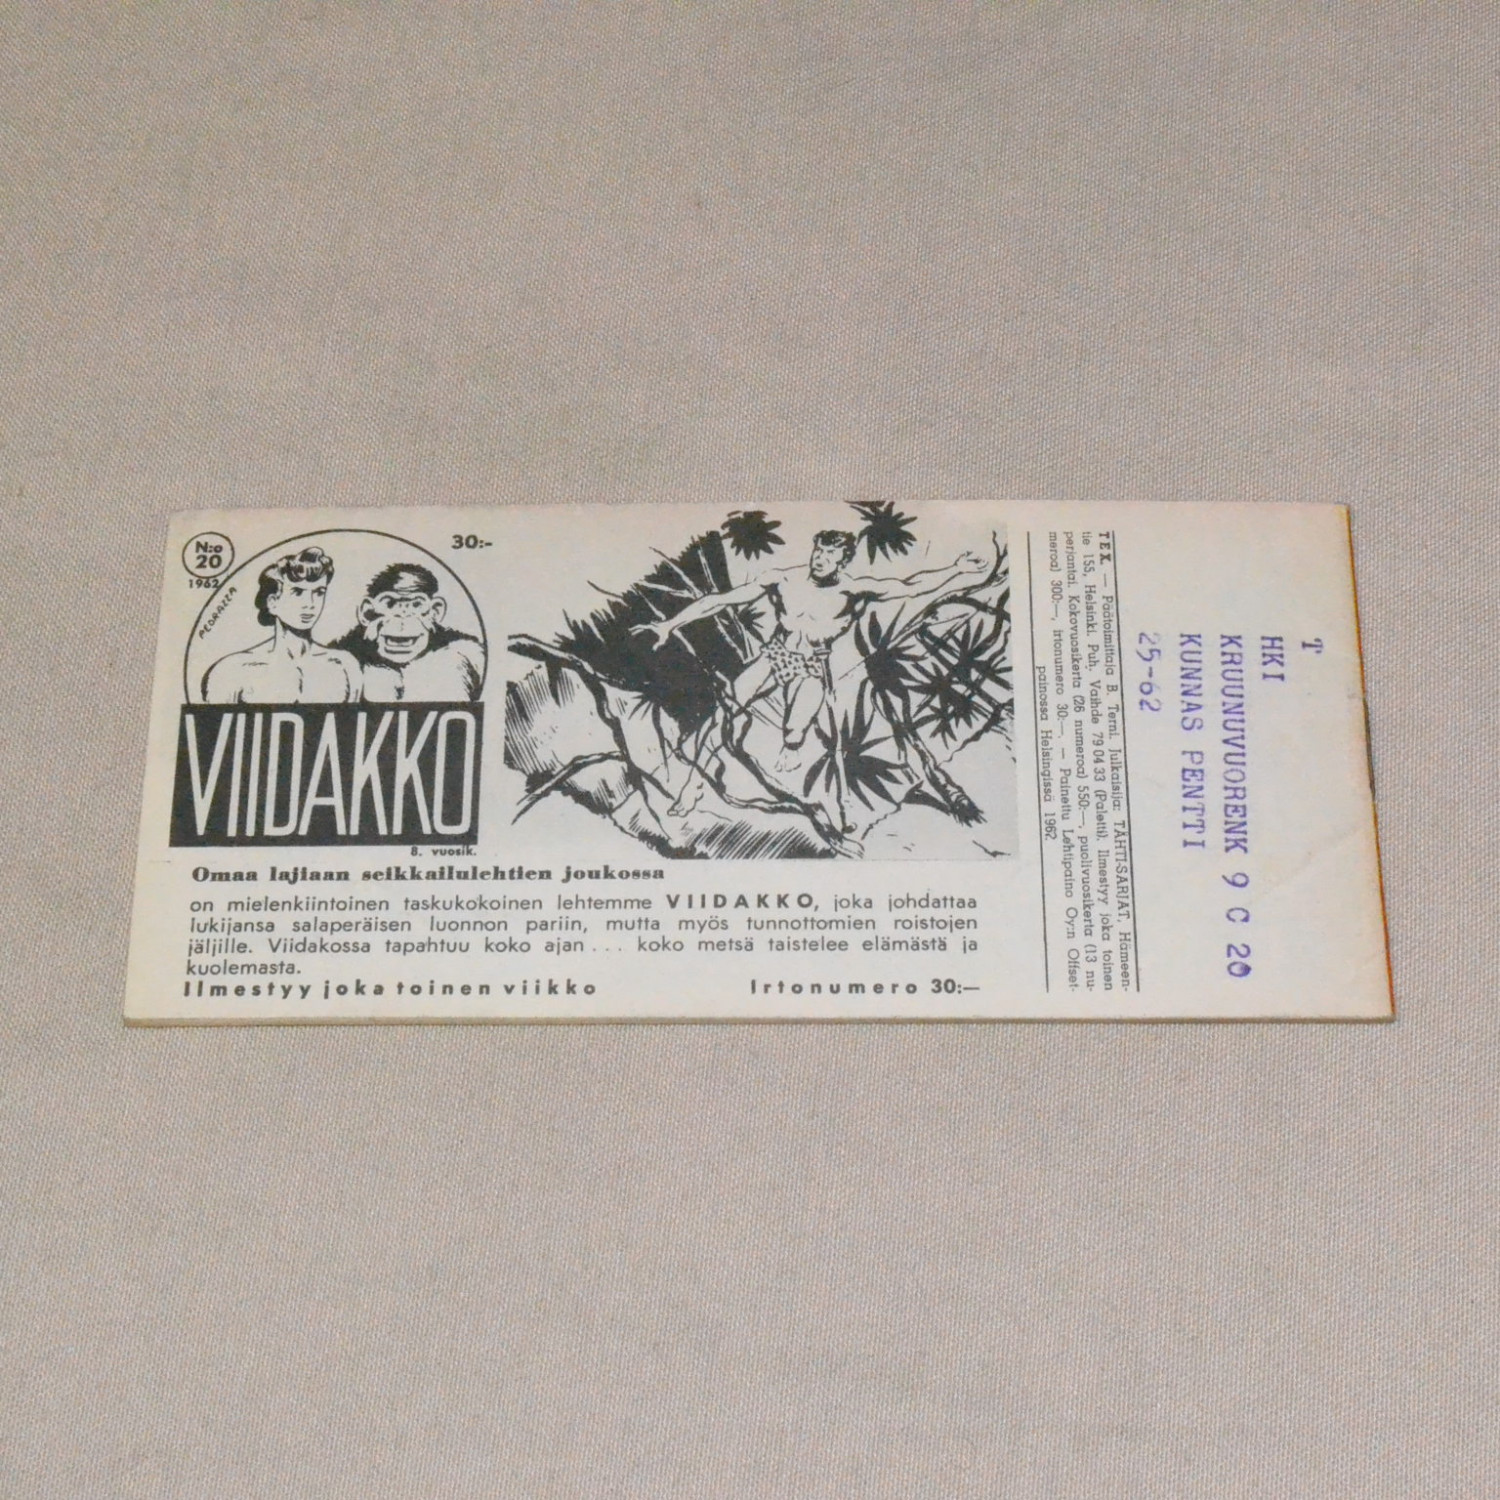 N:o
20
1962
PEDRAZZA
30:-
VIIDAKKO
8. vuosik.
Omaa lajiaan seikkailulehtien joukossa
on mielenkiintoinen taskukokoinen lehtemme VIIDAKKO, joka johdattaa
lukijansa salaperäisen luonnon pariin, mutta myös tunnottomien roistojen
jäljille. Viidakossa tapahtuu koko ajan . . . koko metsä taistelee elämästä ja
kuolemasta.
Ilmestyy joka toinen viikko
Irtonumero 30:—
TEX. — Päätoimittaja B. Terni. Julkaisija: TÄHTI-SARJAT, Hämeen-
tie 155, Helsinki. Puh. Vaihde 79 04 33 (Paletti). Ilmestyy joka toinen
perjantai. Kokovuosikerta (26 numeroa) 550:—, puolivuosikerta (13 nu-
meroa) 300:—, irtonumero 30:—. — Painettu Lehtipaino Oy:n Offset-
painossa Helsingissä 1962.
T
HKI
KRUUNUVUORENK 9 C 20
KUNNAS PENTTI
25-62